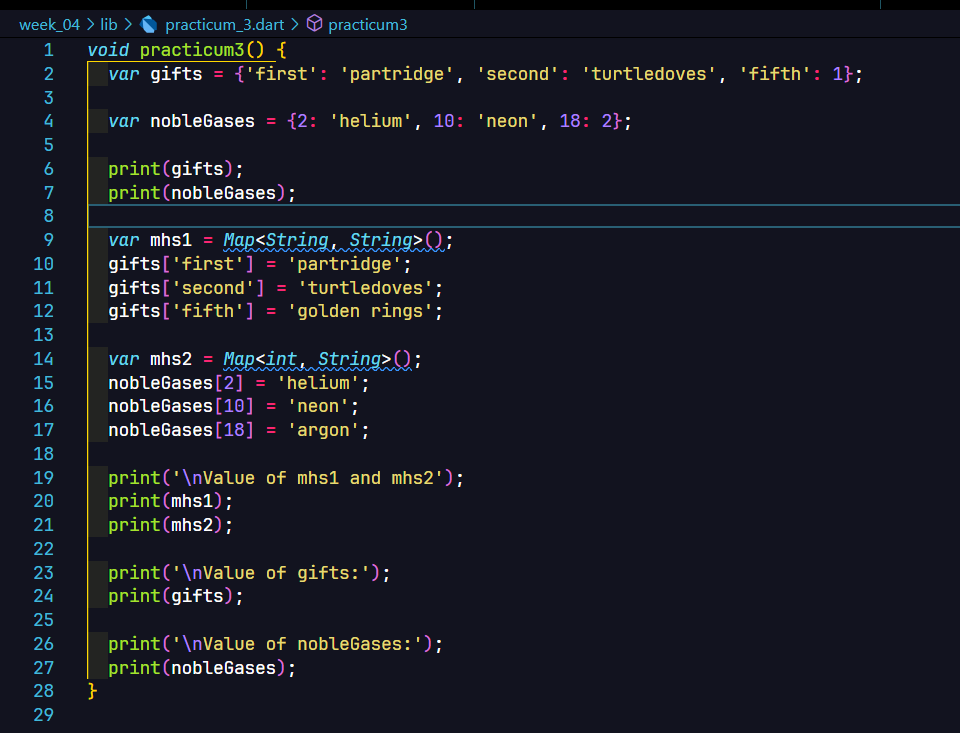 week_04 > lib > practicum_3.dart > practicum3
1 void practicum3() {
2 var gifts = {'first': 'partridge', 'second': 'turtledoves', 'fifth': 1};
3
4 var nobleGases = {2: 'helium', 10: 'neon', 18: 2};
5
6 print(gifts);
7 print(nobleGases);
8
9 var mhs1 = Map<String, String>();
10 gifts['first'] = 'partridge';
11 gifts['second'] = 'turtledoves';
12 gifts['fifth'] = 'golden rings';
13
14 var mhs2 = Map<int, String>();
15 nobleGases[2] = 'helium';
16 nobleGases[10] = 'neon';
17 nobleGases[18] = 'argon';
18
19 print('\nValue of mhs1 and mhs2');
20 print(mhs1);
21 print(mhs2);
22
23 print('\nValue of gifts:');
24 print(gifts);
25
26 print('\nValue of nobleGases:');
27 print(nobleGases);
28 }
29